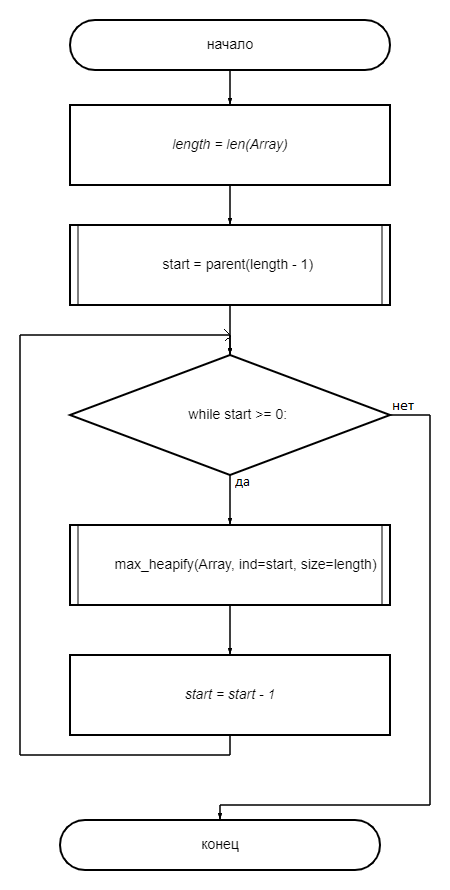 начало
length = len(Array)
start = parent(length - 1)
while start >= 0:
нет
да
max_heapify(Array, ind=start, size=length)
start = start - 1
конец